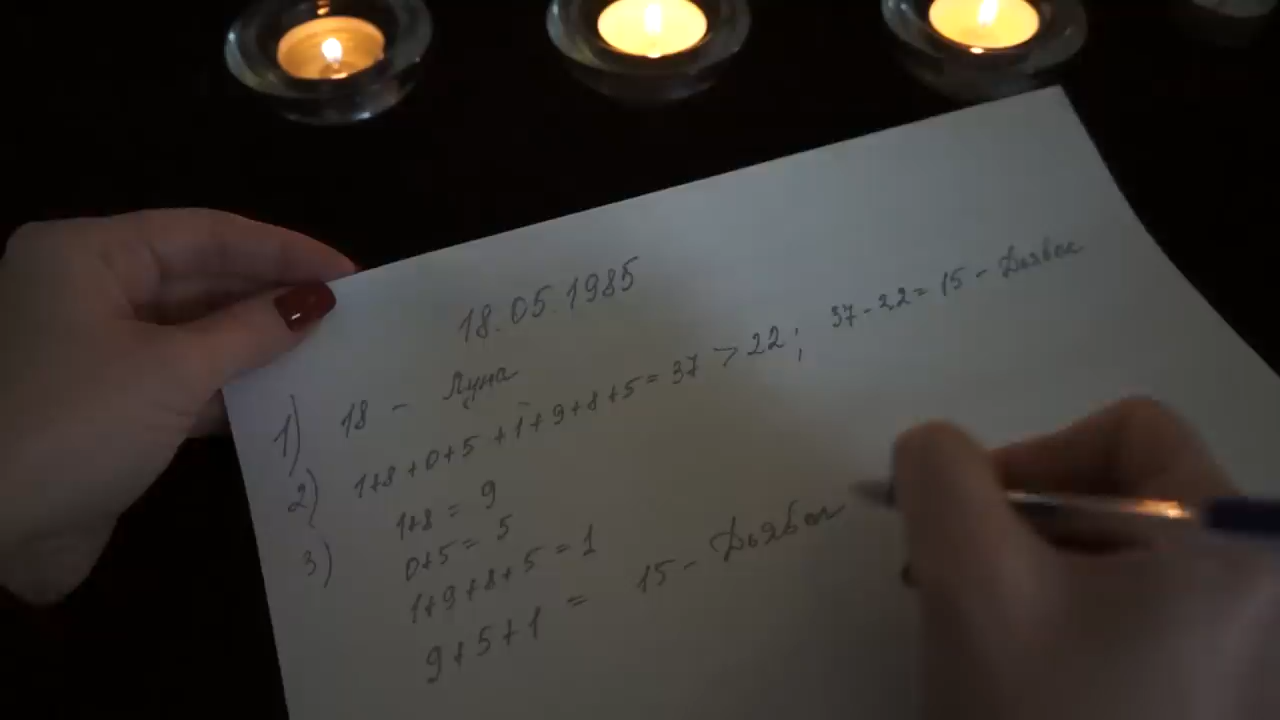 18.05.1985
1) 18 - Луна
2) 1+8+0+5+1+9+8+5=37 > 22; 37-22=15 - Дьявол
3) 1+8=9
0+5=5
1+9+8+5=1
9+5+1 = 15 - Дьявол